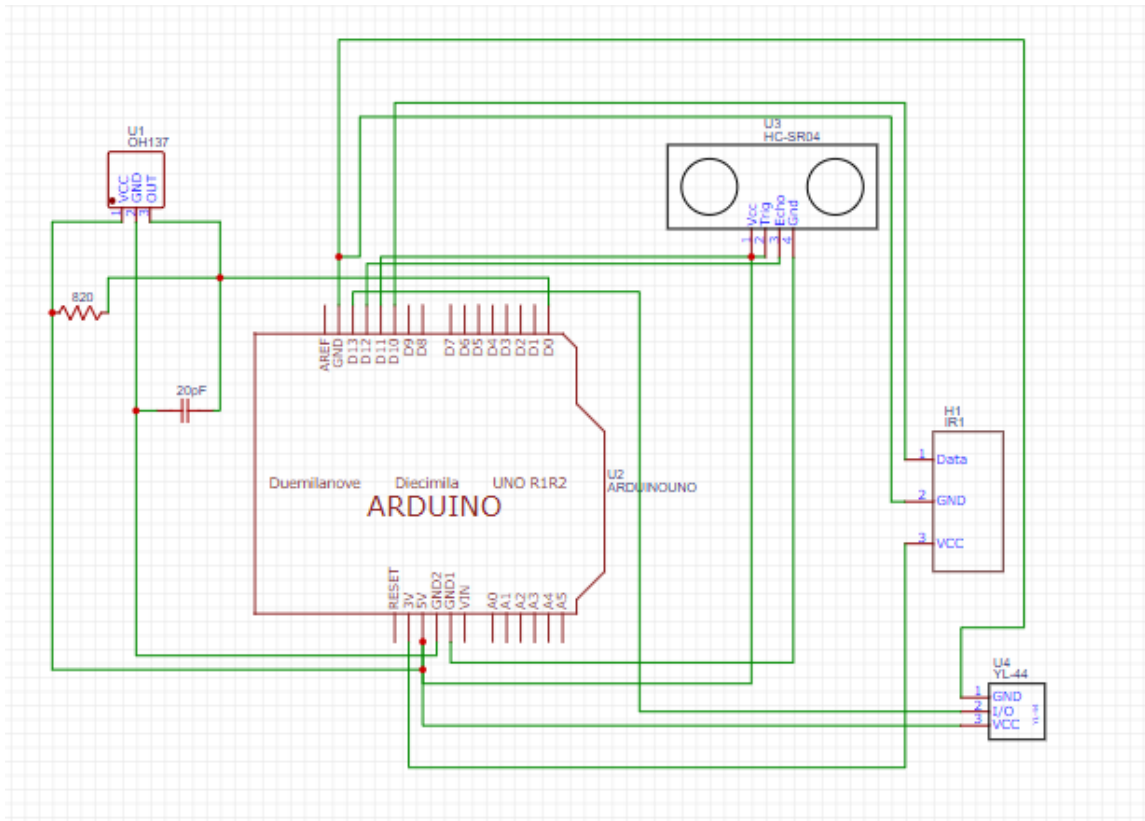 U1
OH137
VCC
GND
OUT
1
2
3
820
20pF
U3
HC-SR04
Vcc
Trig
Echo
Gnd
1
2
3
4
AREF
GND
D13
D12
D11
D10
D9
D8
D7
D6
D5
D4
D3
D2
D1
D0
Duemilanove Diecimila UNO R1R2
ARDUINO
U2
ARDUINOUNO
RESET
3V
5V
GND2
GND1
VIN
A0
A1
A2
A3
A4
A5
H1
IR1
1 Data
2 GND
3 VCC
U4
YL-44
1 GND
2 I/O
3 VCC
YL-44